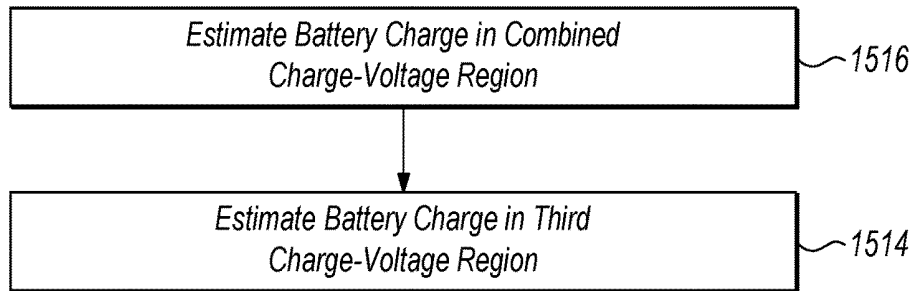 Estimate Battery Charge in Combined
Charge-Voltage Region
1516
Estimate Battery Charge in Third
Charge-Voltage Region
1514